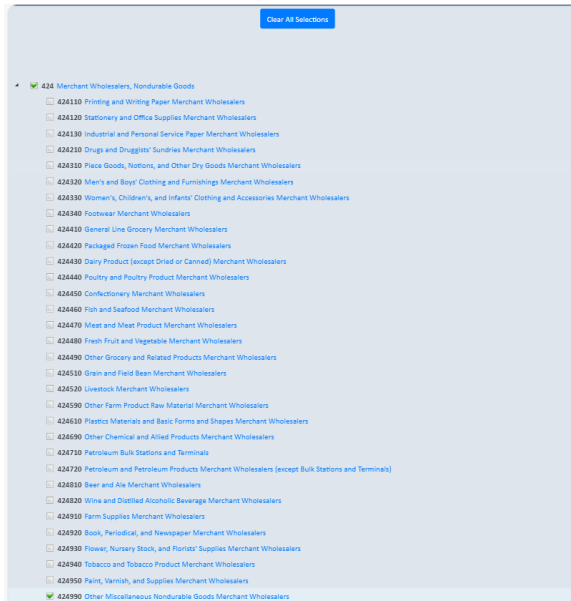 Clear All Selections
424 Merchant Wholesalers, Nondurable Goods
424110 Printing and Writing Paper Merchant Wholesalers
424120 Stationery and Office Supplies Merchant Wholesalers
424130 Industrial and Personal Service Paper Merchant Wholesalers
424210 Drugs and Druggists' Sundries Merchant Wholesalers
424310 Piece Goods, Notions, and Other Dry Goods Merchant Wholesalers
424320 Men's and Boys' Clothing and Furnishings Merchant Wholesalers
424330 Women's, Children's, and Infants' Clothing and Accessories Merchant Wholesalers
424340 Footwear Merchant Wholesalers
424410 General Line Grocery Merchant Wholesalers
424420 Packaged Frozen Food Merchant Wholesalers
424430 Dairy Product (except Dried or Canned) Merchant Wholesalers
424440 Poultry and Poultry Product Merchant Wholesalers
424450 Confectionery Merchant Wholesalers
424460 Fish and Seafood Merchant Wholesalers
424470 Meat and Meat Product Merchant Wholesalers
424480 Fresh Fruit and Vegetable Merchant Wholesalers
424490 Other Grocery and Related Products Merchant Wholesalers
424510 Grain and Field Bean Merchant Wholesalers
424520 Livestock Merchant Wholesalers
424590 Other Farm Product Raw Material Merchant Wholesalers
424610 Plastics Materials and Basic Forms and Shapes Merchant Wholesalers
424690 Other Chemical and Allied Products Merchant Wholesalers
424710 Petroleum Bulk Stations and Terminals
424720 Petroleum and Petroleum Products Merchant Wholesalers (except Bulk Stations and Terminals)
424810 Beer and Ale Merchant Wholesalers
424820 Wine and Distilled Alcoholic Beverage Merchant Wholesalers
424910 Farm Supplies Merchant Wholesalers
424920 Book, Periodical, and Newspaper Merchant Wholesalers
424930 Flower, Nursery Stock, and Florists' Supplies Merchant Wholesalers
424940 Tobacco and Tobacco Product Merchant Wholesalers
424950 Paint, Varnish, and Supplies Merchant Wholesalers
424990 Other Miscellaneous Nondurable Goods Merchant Wholesalers